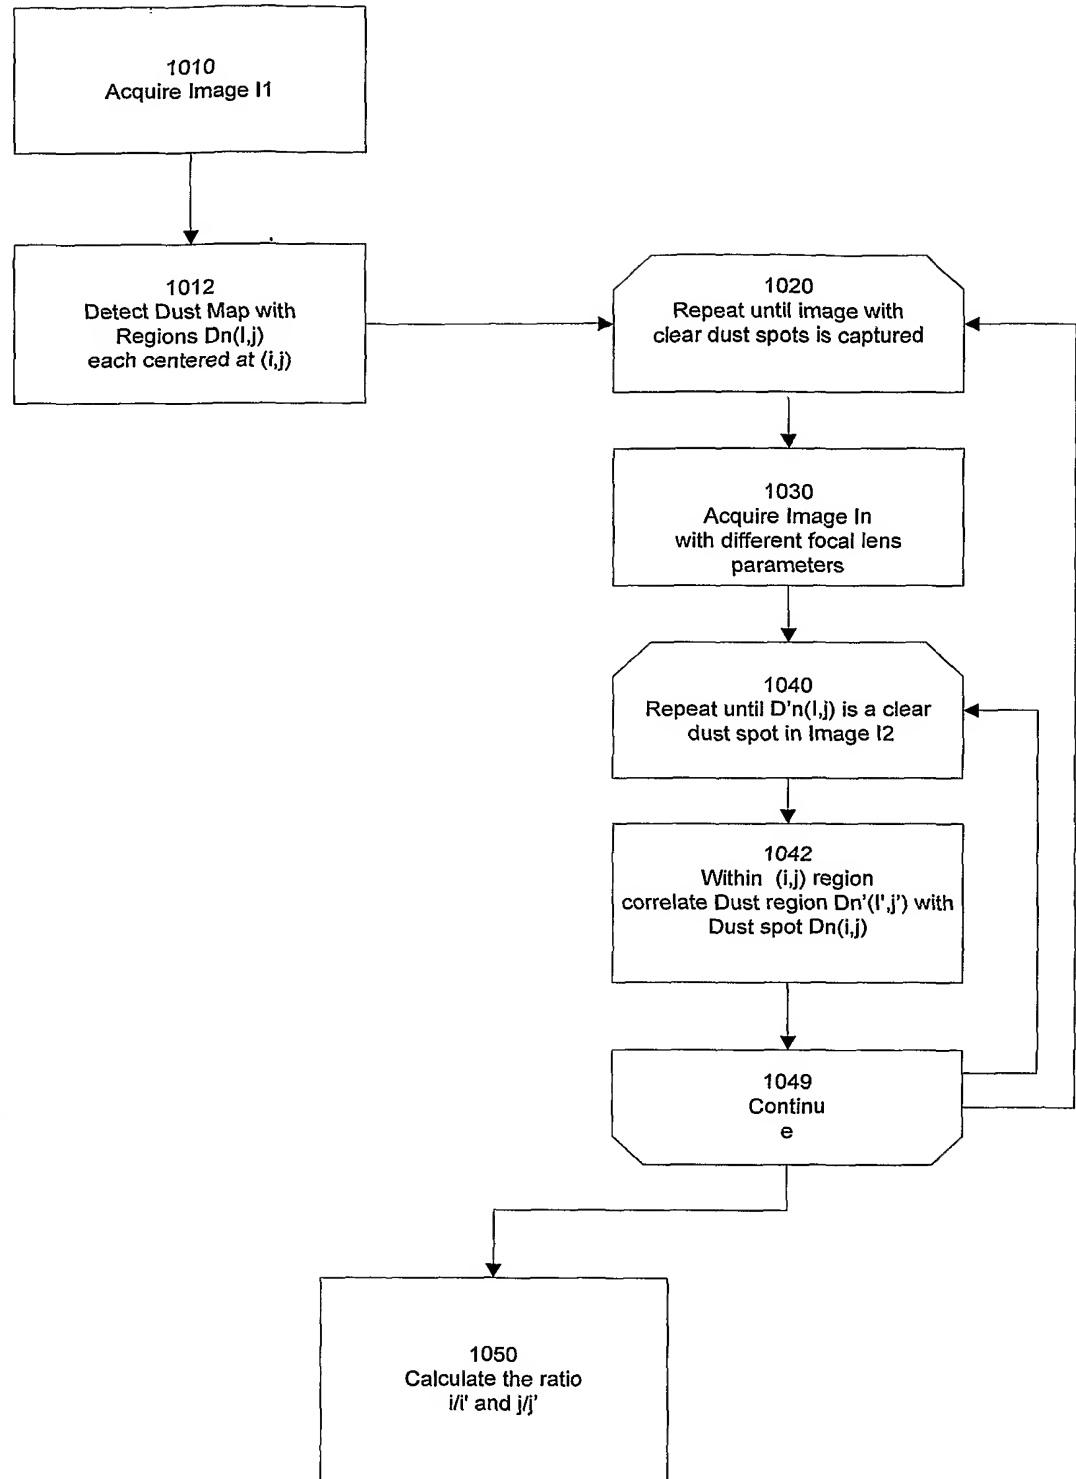 1010
Acquire Image I1
1012
Detect Dust Map with
Regions Dn(I,j)
each centered at (i,j)
1020
Repeat until image with
clear dust spots is captured
1030
Acquire Image In
with different focal lens
parameters
1040
Repeat until D'n(I,j) is a clear
dust spot in Image I2
1042
Within (i,j) region
correlate Dust region Dn'(I',j') with
Dust spot Dn(i,j)
1049
Continu
e
1050
Calculate the ratio
i/i' and j/j'